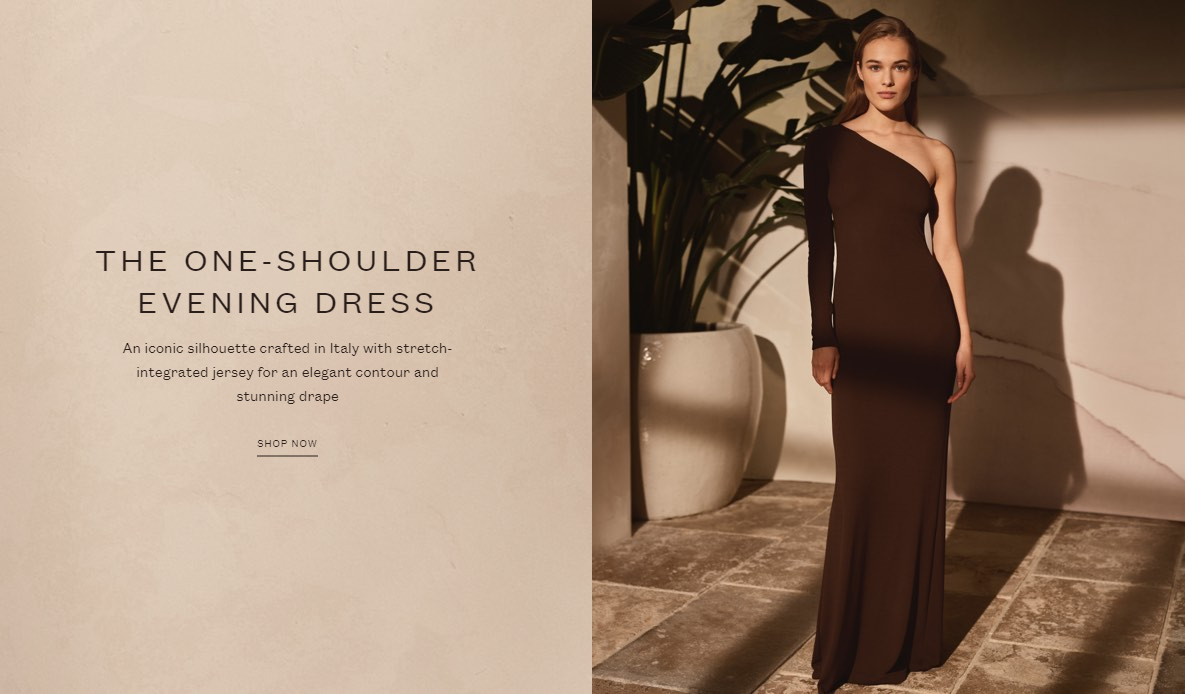 THE ONE-SHOULDER
EVENING DRESS
An iconic silhouette crafted in Italy with stretch-
integrated jersey for an elegant contour and
stunning drape
SHOP NOW